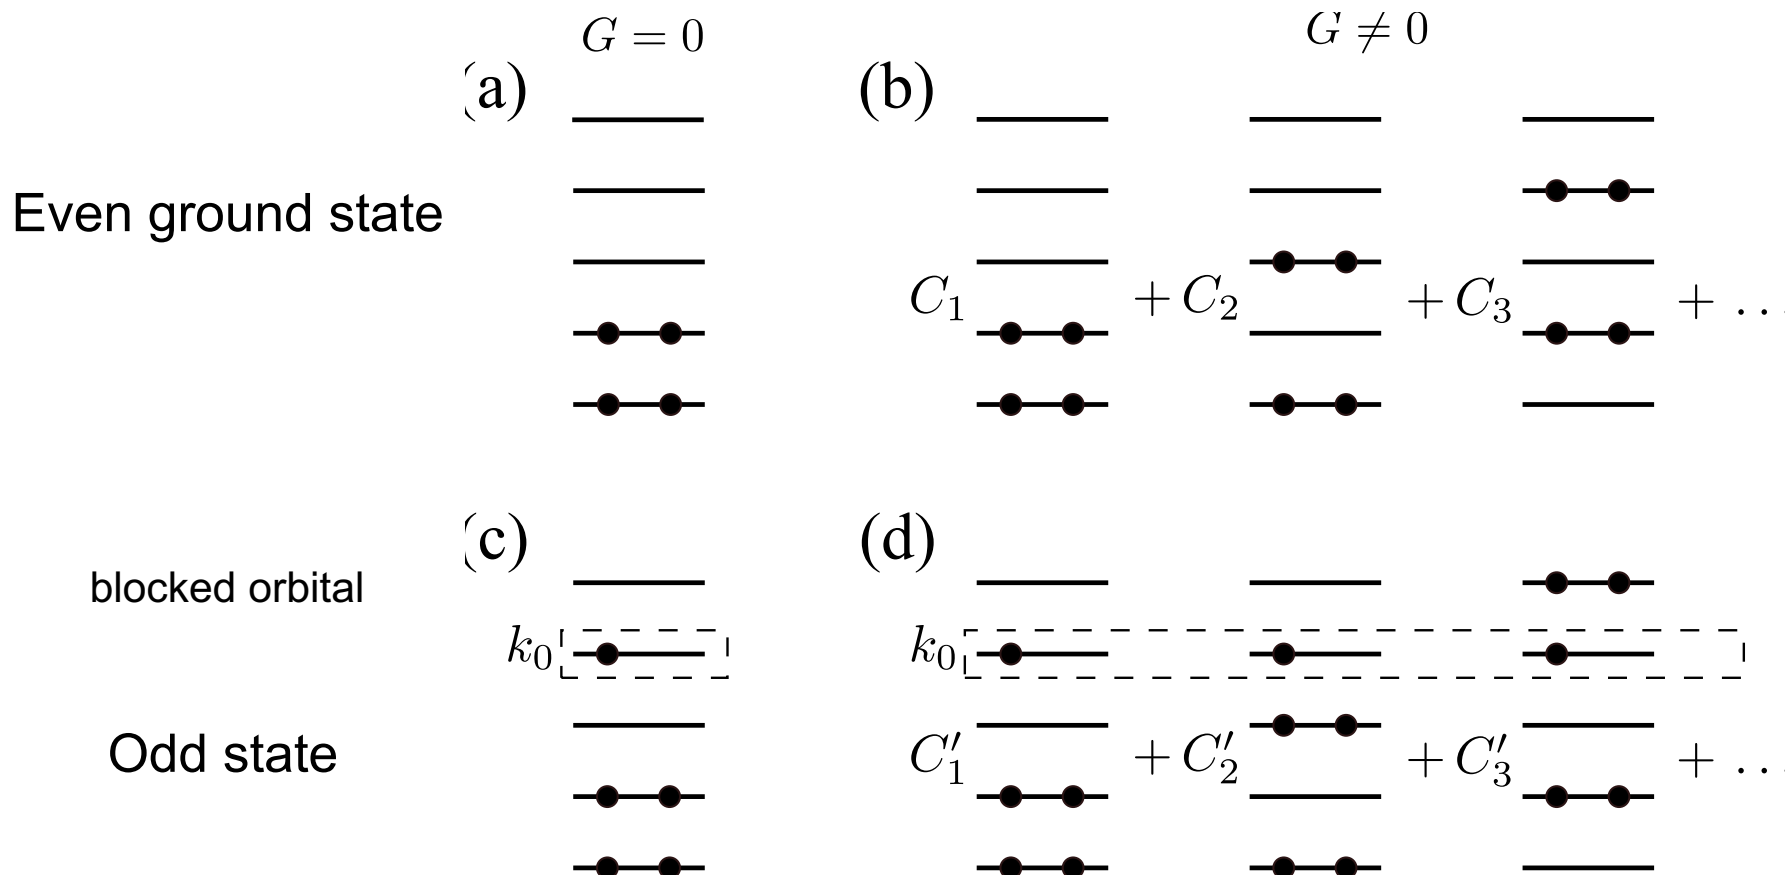 G = 0
G ≠ 0
(a)
(b)
Even ground state
C₁ + C₂ + C₃ + ...
(c)
(d)
blocked orbital
k₀
k₀
Odd state
C′₁ + C′₂ + C′₃ + ...